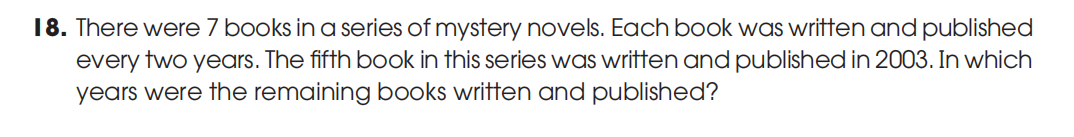 18. There were 7 books in a series of mystery novels. Each book was written and published
every two years. The fifth book in this series was written and published in 2003. In which
years were the remaining books written and published?